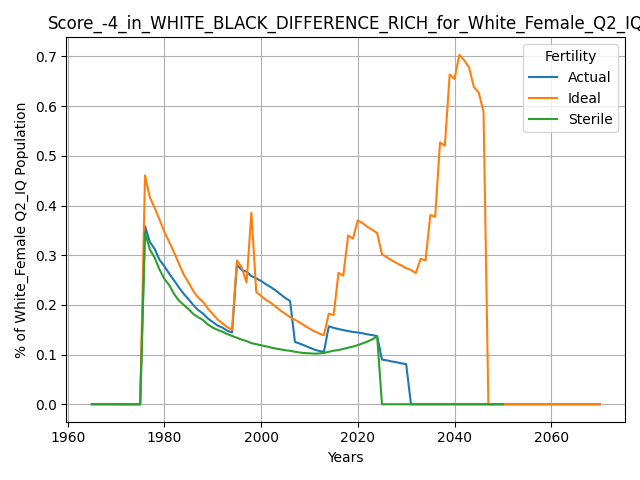 Score_-4_in_WHITE_BLACK_DIFFERENCE_RICH_for_White_Female_Q2_IQ
% of White_Female Q2_IQ Population
0.7
0.6
0.5
0.4
0.3
0.2
0.1
0.0
Fertility
Actual
Ideal
Sterile
1960
1980
2000
2020
2040
2060
Years